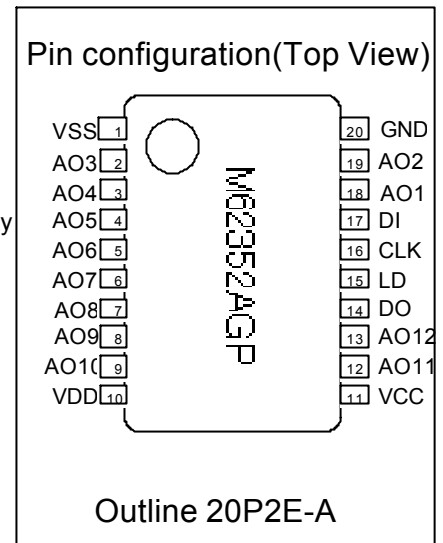 Pin configuration(Top View)
VSS 1 20 GND
AO3 2 19 AO2
AO4 3 18 AO1
y AO5 4 17 DI
AO6 5 16 CLK
AO7 6 15 LD
AO8 7 14 DO
AO9 8 13 AO12
AO10 9 12 AO11
VDD 10 11 VCC
M62352AGP
Outline 20P2E-A